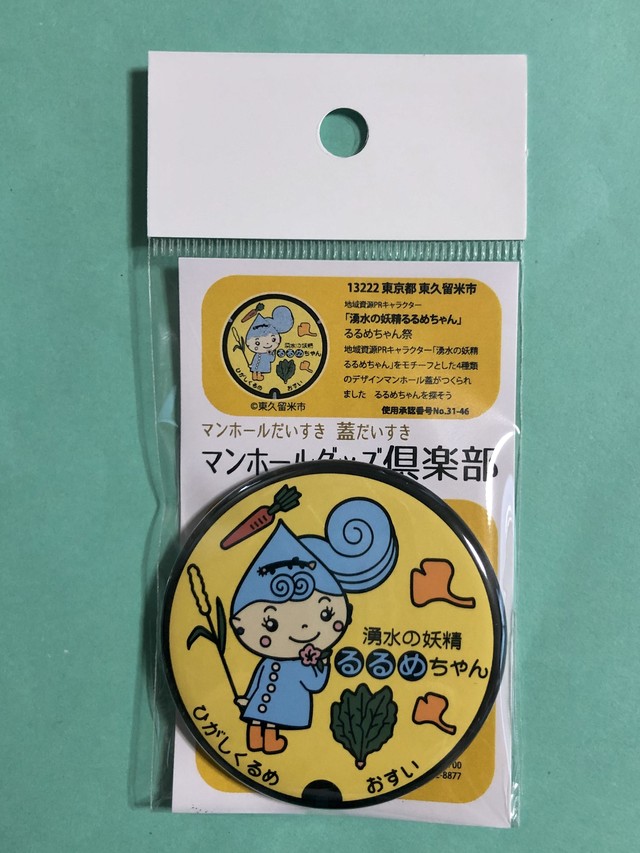 13222 東京都 東久留米市
地域資源PRキャラクター
「湧水の妖精るるめちゃん」
るるめちゃん祭
地域資源PRキャラクター「湧水の妖精
るるめちゃん」をモチーフとした4種類
のデザインマンホール蓋がつくられ
ました るるめちゃんを探そう
使用承認番号No.31-46
湧水の妖精
るるめちゃん
ひがしくるめ
おすい
©東久留米市
マンホールだいすき 蓋だいすき
マンホールグッズ倶楽部
湧水の妖精
るるめちゃん
ひがしくるめ
おすい
-8877